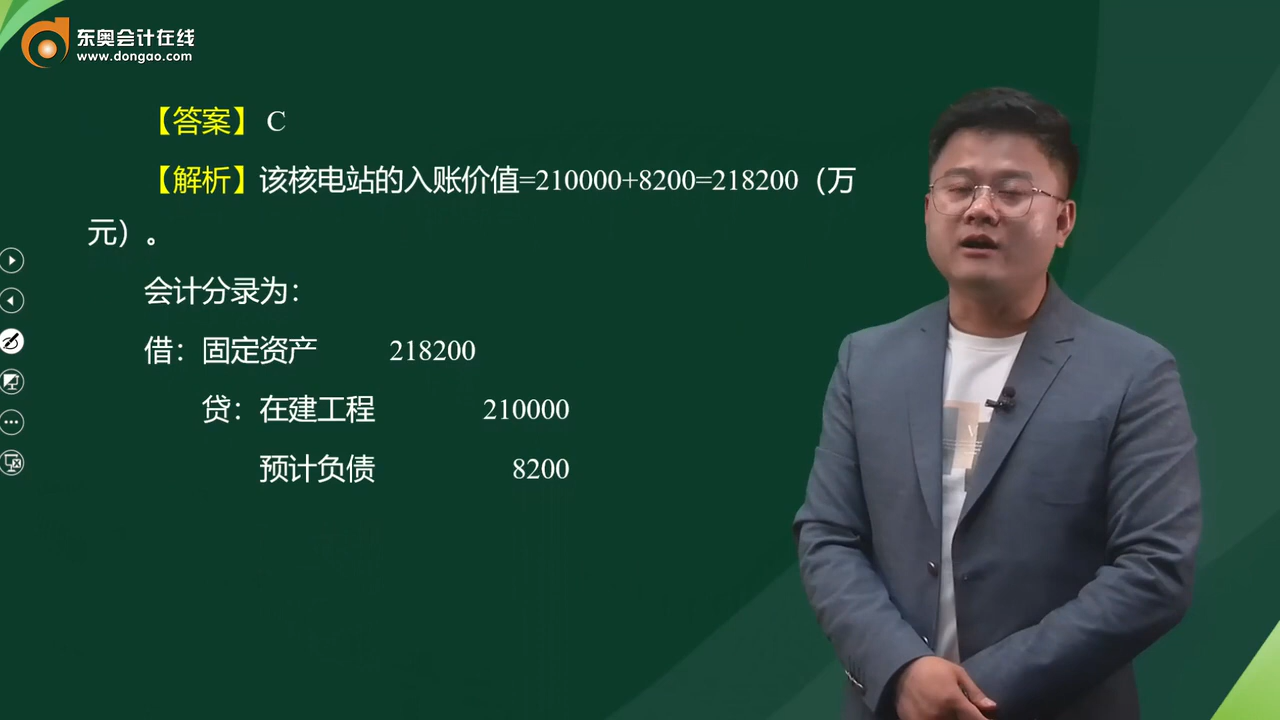 东奥会计在线
www.dongao.com
【答案】 C
【解析】该核电站的入账价值=210000+8200=218200（万
元）。
会计分录为：
借：固定资产 218200
贷：在建工程 210000
预计负债 8200